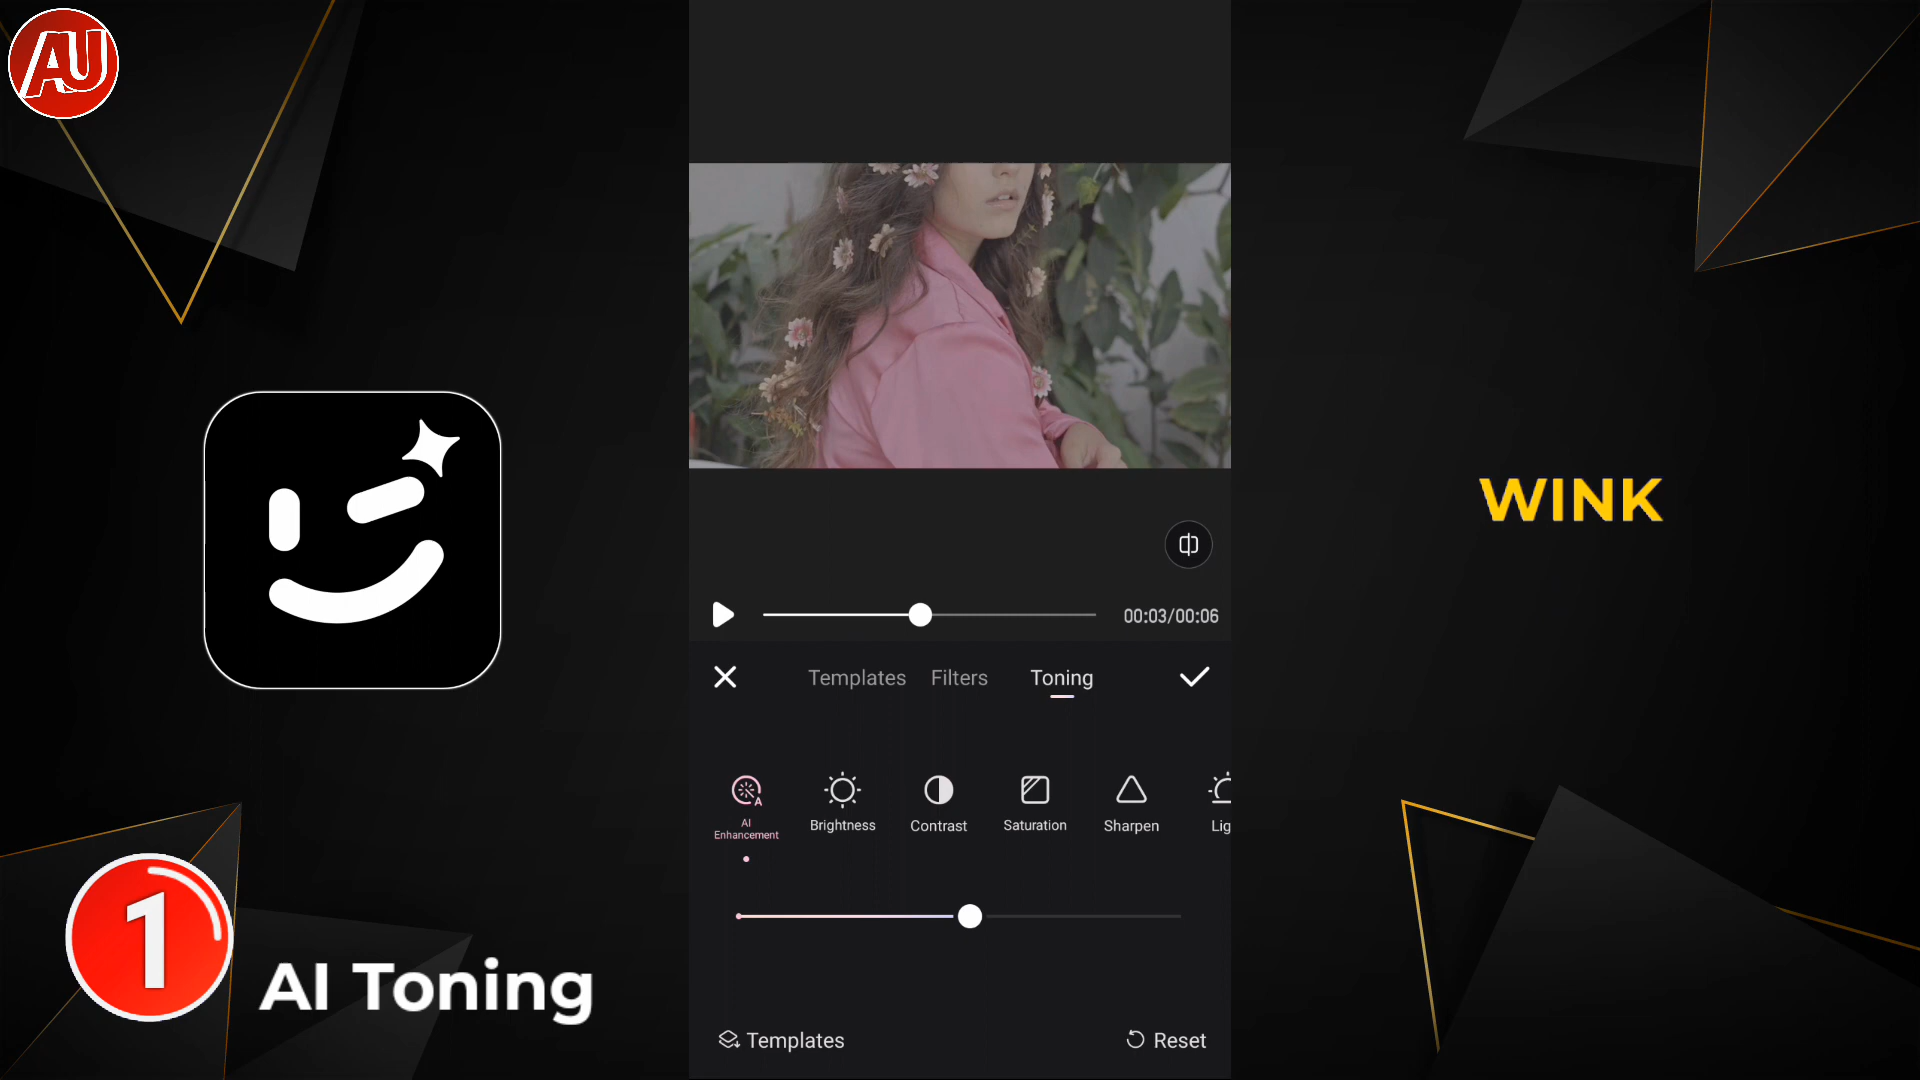 AU
WINK
00:03/00:06
Templates Filters Toning
AI Enhancement
Brightness
Contrast
Saturation
Sharpen
Lig
1
AI Toning
Templates
Reset